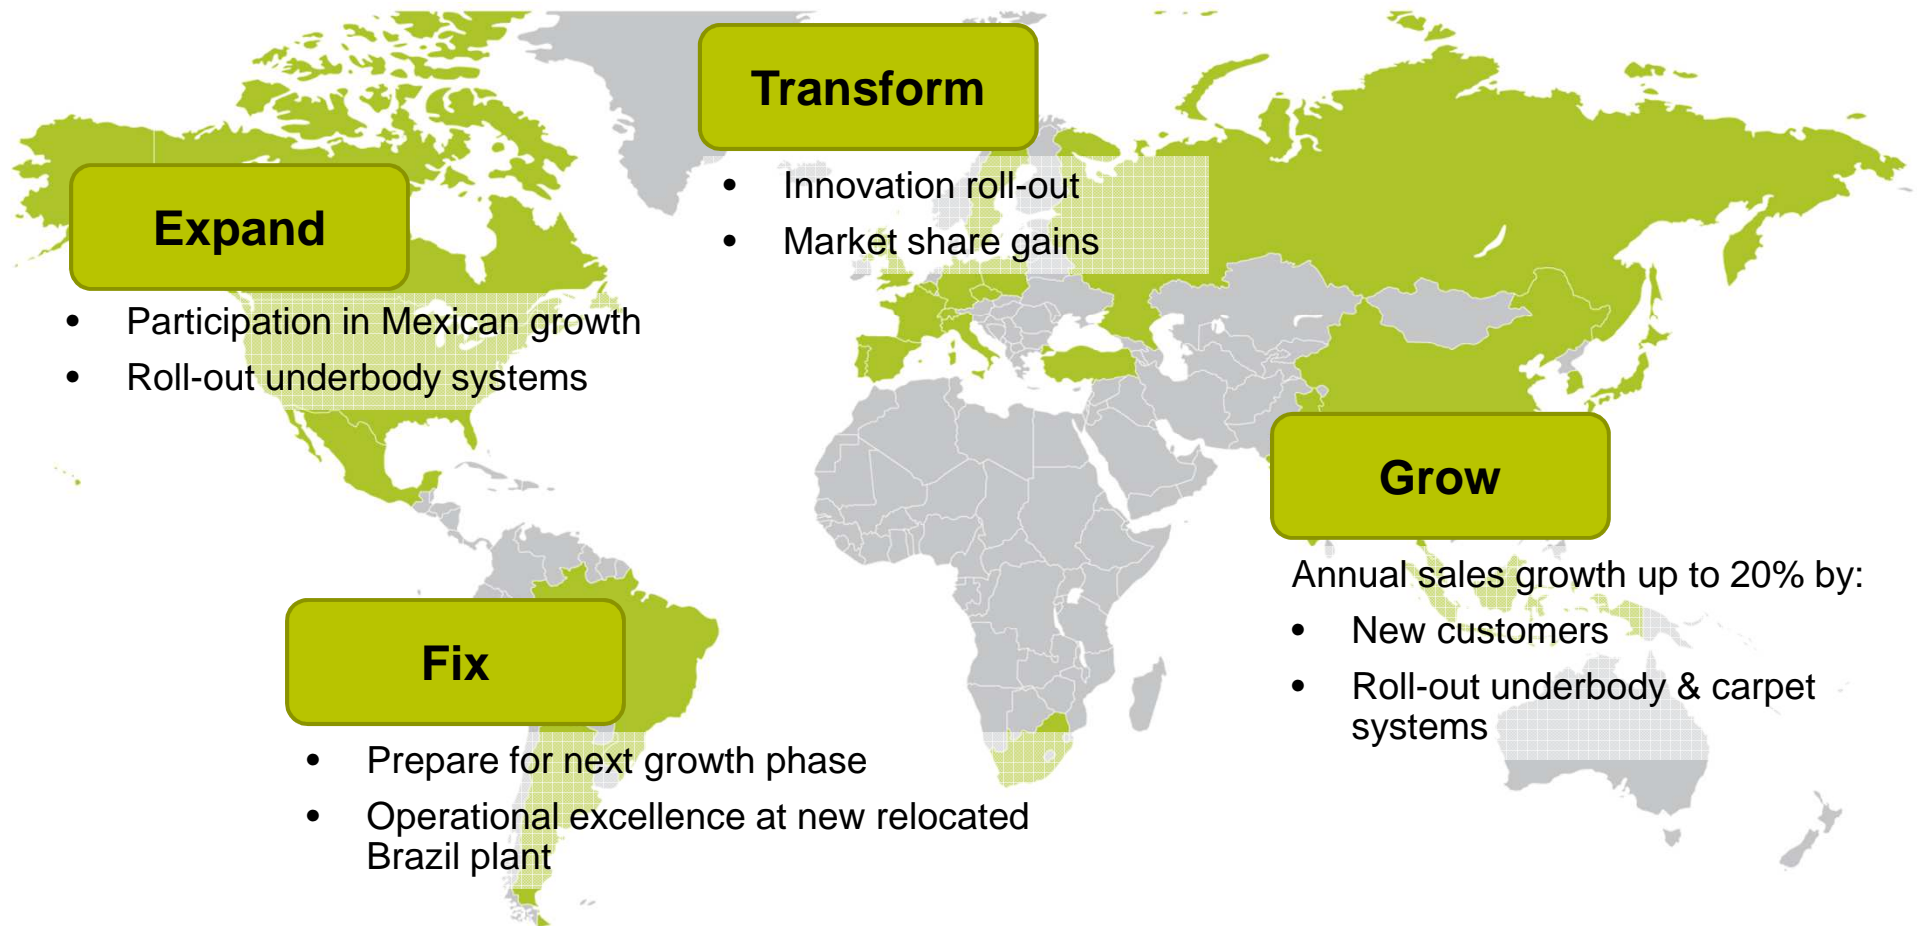 Transform
• Innovation roll-out
• Market share gains
Expand
• Participation in Mexican growth
• Roll-out underbody systems
Grow
Annual sales growth up to 20% by:
• New customers
• Roll-out underbody & carpet
systems
Fix
• Prepare for next growth phase
• Operational excellence at new relocated
Brazil plant